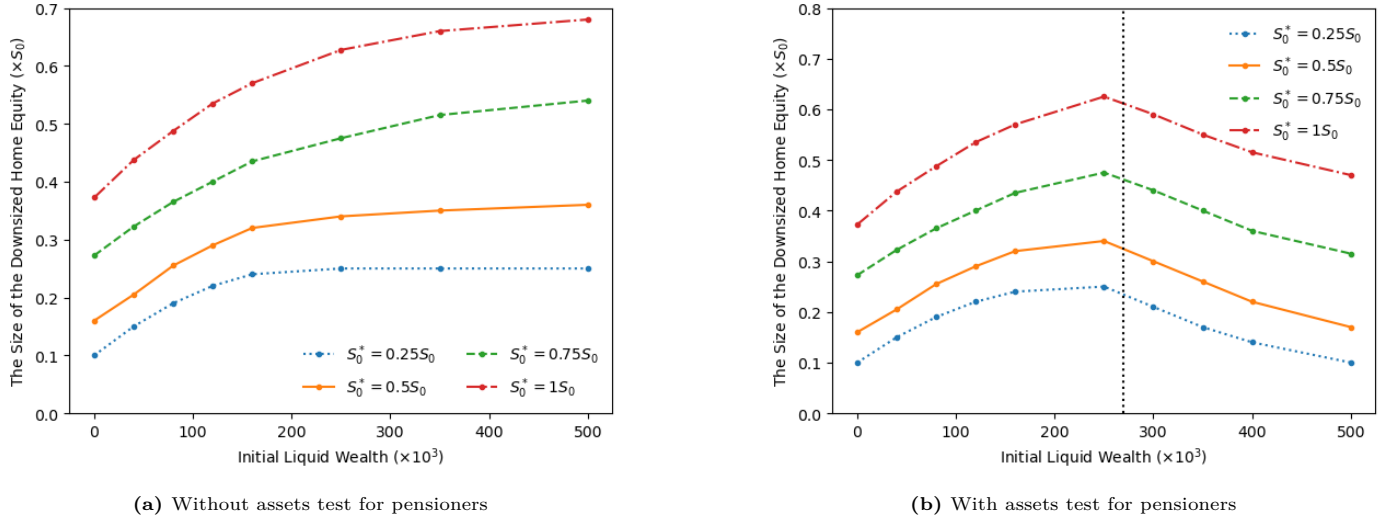 0.7
0.6
0.5
0.4
0.3
0.2
0.1
0.0
The Size of the Downsized Home Equity (×S₀)
S₀* = 0.25S₀
S₀* = 0.5S₀
S₀* = 0.75S₀
S₀* = 1S₀
0 100 200 300 400 500
Initial Liquid Wealth (×10³)
(a) Without assets test for pensioners
0.8
0.7
0.6
0.5
0.4
0.3
0.2
0.1
0.0
The Size of the Downsized Home Equity (×S₀)
S₀* = 0.25S₀
S₀* = 0.5S₀
S₀* = 0.75S₀
S₀* = 1S₀
0 100 200 300 400 500
Initial Liquid Wealth (×10³)
(b) With assets test for pensioners